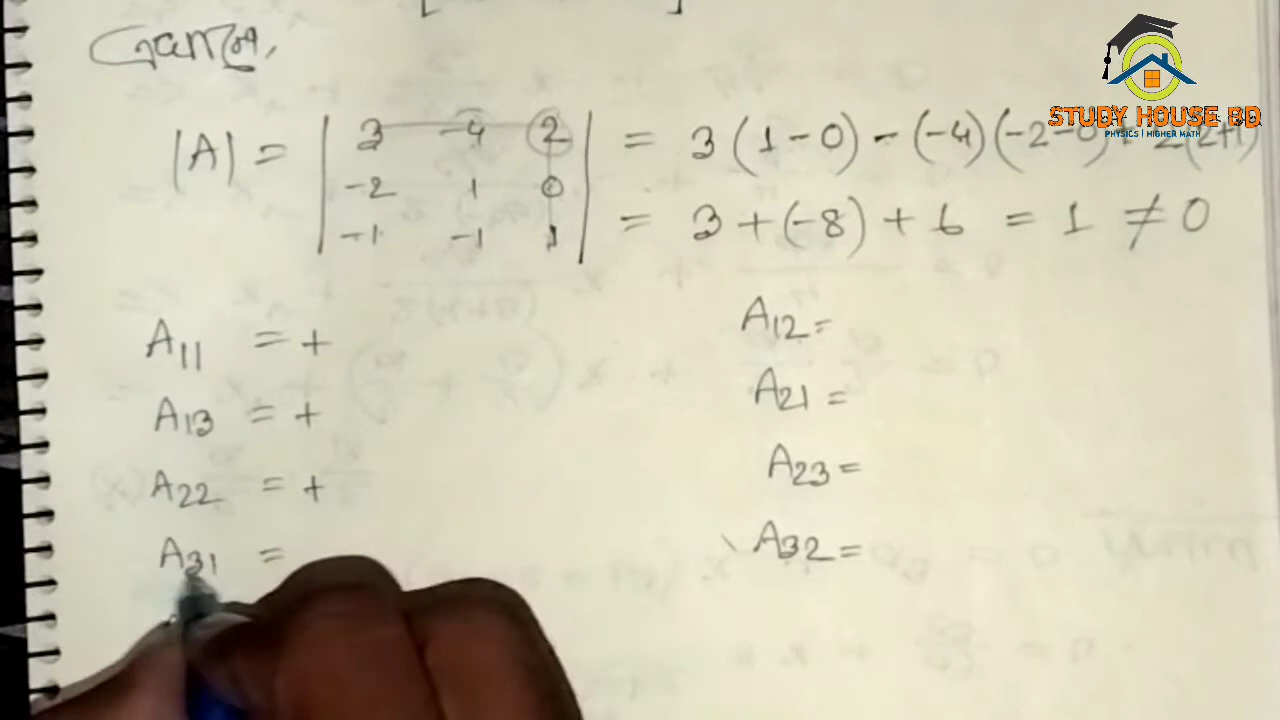 এখানে,
|A| = | 3 -4 2 | = 3(1-0) - (-4)(-2-0) + 2(2+1)
| -2 1 0 | = 3 + (-8) + 6 = 1 ≠ 0
| -1 -1 1 |
A11 = + A12 =
A13 = + A21 =
A22 = + A23 =
A31 = A32 =
STUDY HOUSE BD
PHYSICS | HIGHER MATH